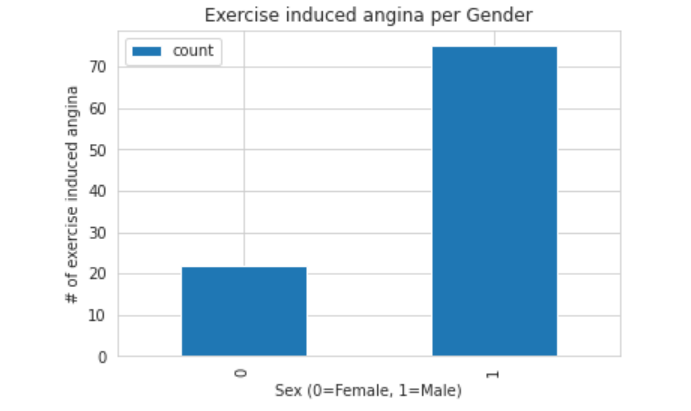 Exercise induced angina per Gender
count
# of exercise induced angina
70
60
50
40
30
20
10
0
0
1
Sex (0=Female, 1=Male)